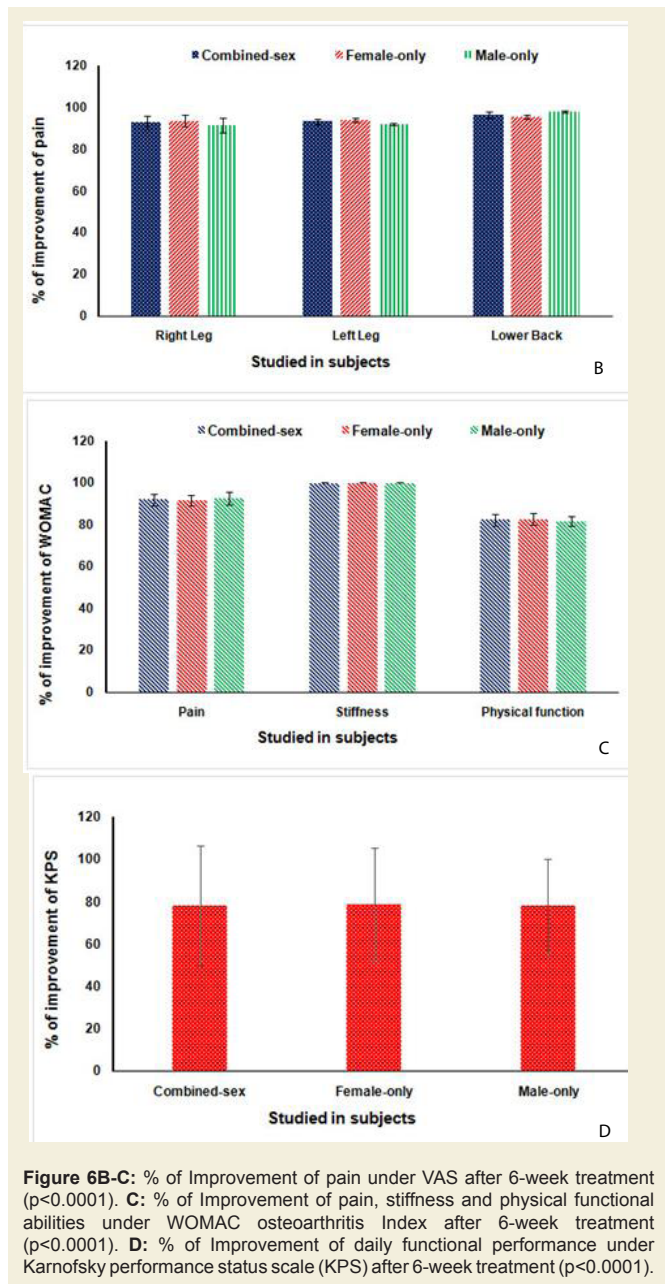 120
Combined-sex Female-only Male-only
100
80
60
40
20
0
% of improvement of pain
Right Leg Left Leg Lower Back
Studied in subjects
B
120
Combined-sex Female-only Male-only
100
80
60
40
20
0
% of improvement of WOMAC
Pain Stiffness Physical function
Studied in subjects
C
120
100
80
60
40
20
0
% of improvement of KPS
Combined-sex Female-only Male-only
Studied in subjects
D
Figure 6B-C: % of Improvement of pain under VAS after 6-week treatment
(p<0.0001). C: % of Improvement of pain, stiffness and physical functional
abilities under WOMAC osteoarthritis Index after 6-week treatment
(p<0.0001). D: % of Improvement of daily functional performance under
Karnofsky performance status scale (KPS) after 6-week treatment (p<0.0001).